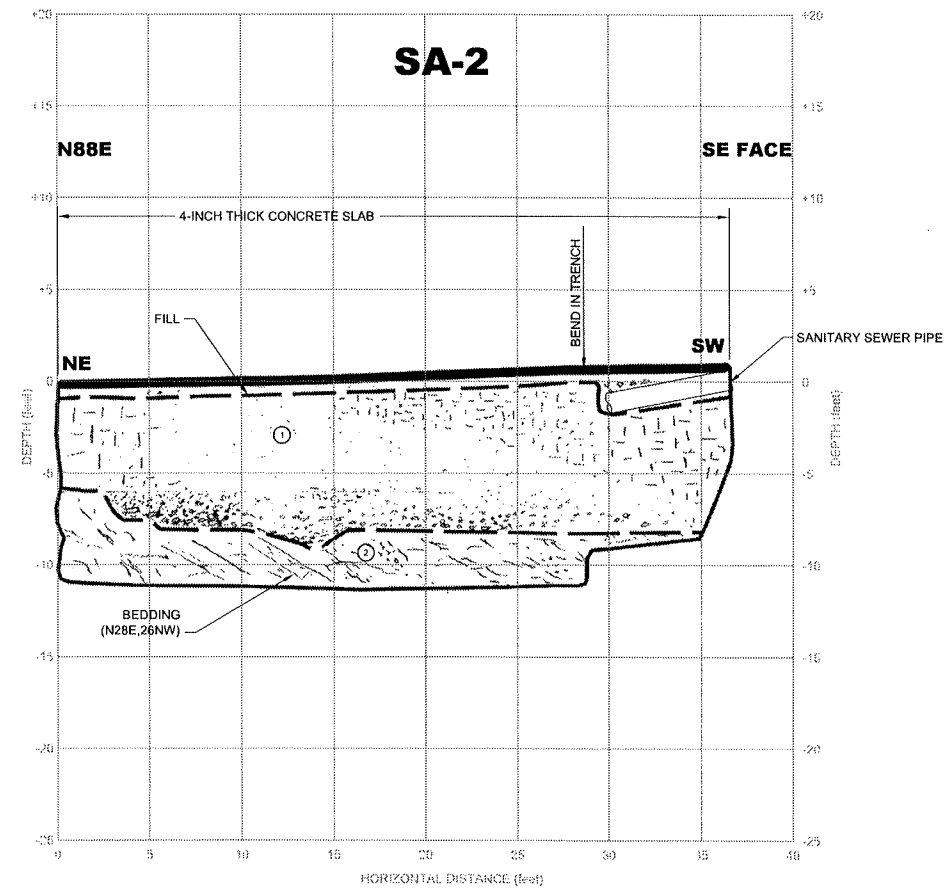 +20 +20
SA-2
+15 +15
N88E SE FACE
+10 +10
4-INCH THICK CONCRETE SLAB
BEND IN TRENCH
+5 +5
FILL
SANITARY SEWER PIPE
NE SW
0 0
DEPTH (feet) DEPTH (feet)
1
-5 -5
2
-10 -10
BEDDING
(N28E,26NW)
-15 -15
-20 -20
-25 -25
0 5 10 15 20 25 30 35 40
HORIZONTAL DISTANCE (feet)